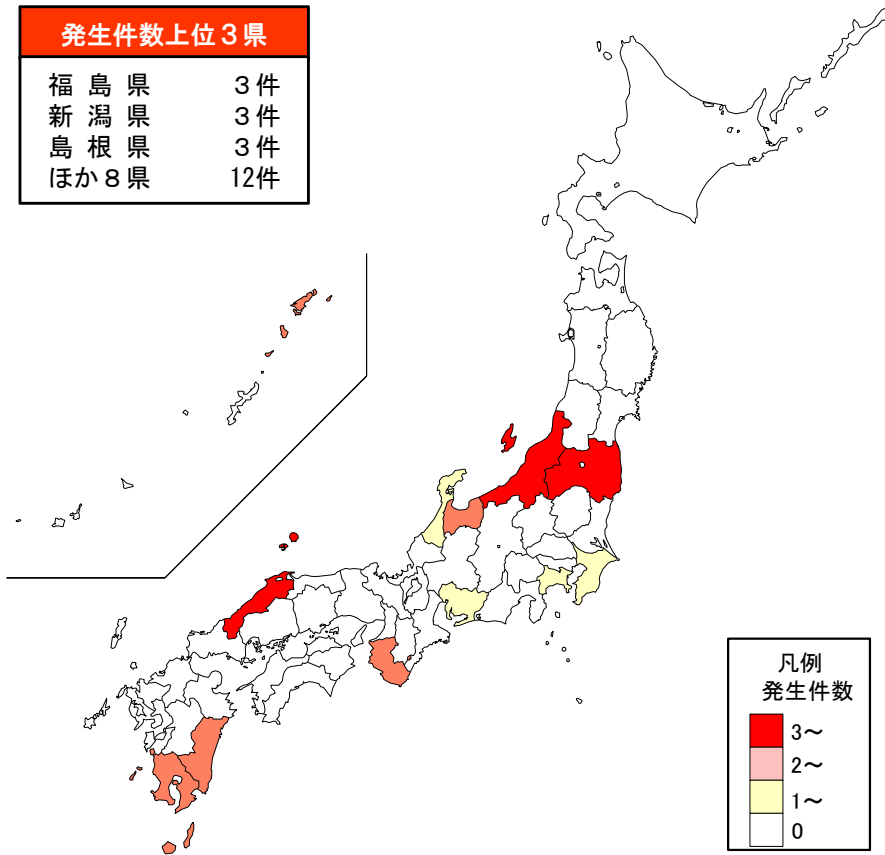 発生件数上位3県
福島県 3件
新潟県 3件
島根県 3件
ほか8県 12件
凡例
発生件数
3～
2～
1～
0